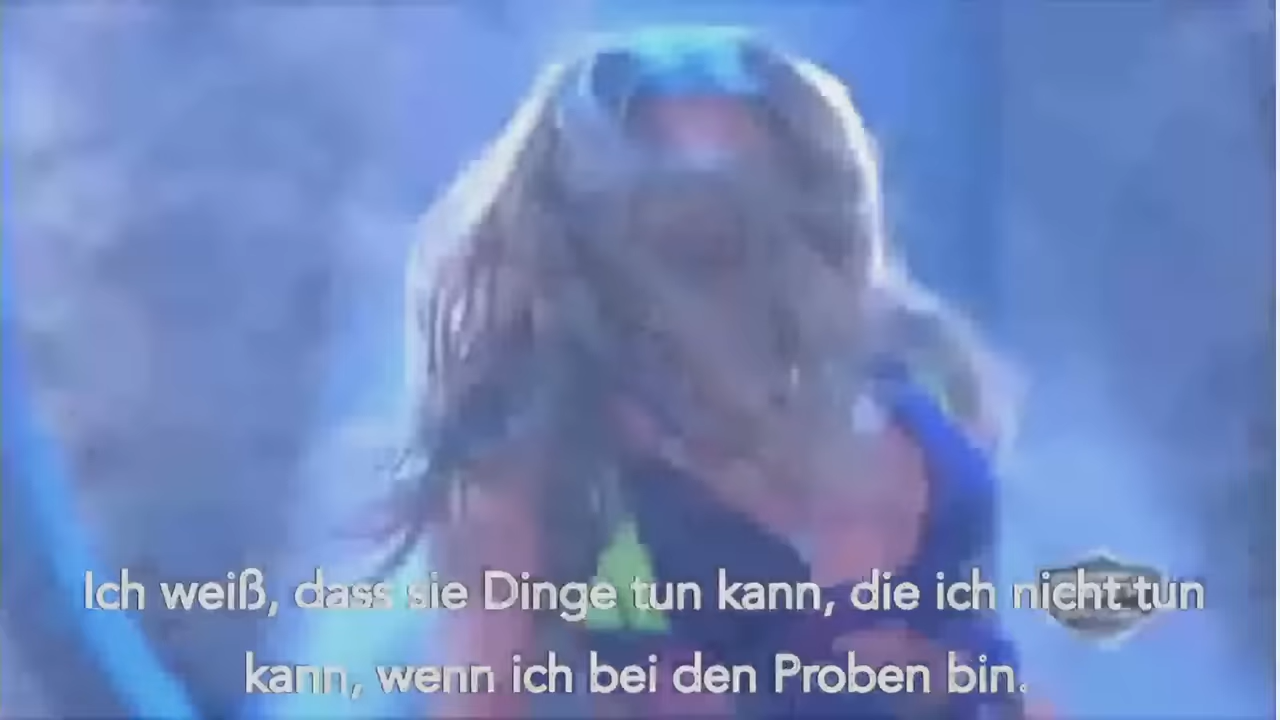 Ich weiß, dass sie Dinge tun kann, die ich nicht tun
kann, wenn ich bei den Proben bin.